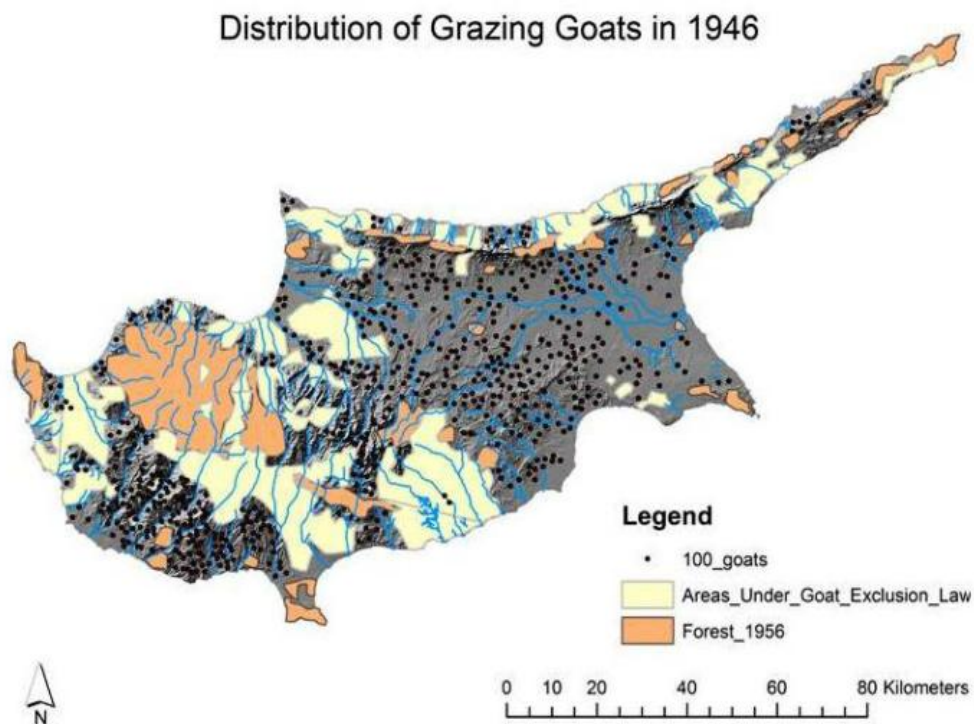 Distribution of Grazing Goats in 1946
Legend
100_goats
Areas_Under_Goat_Exclusion_Law
Forest_1956
N
0 10 20 40 60 80 Kilometers